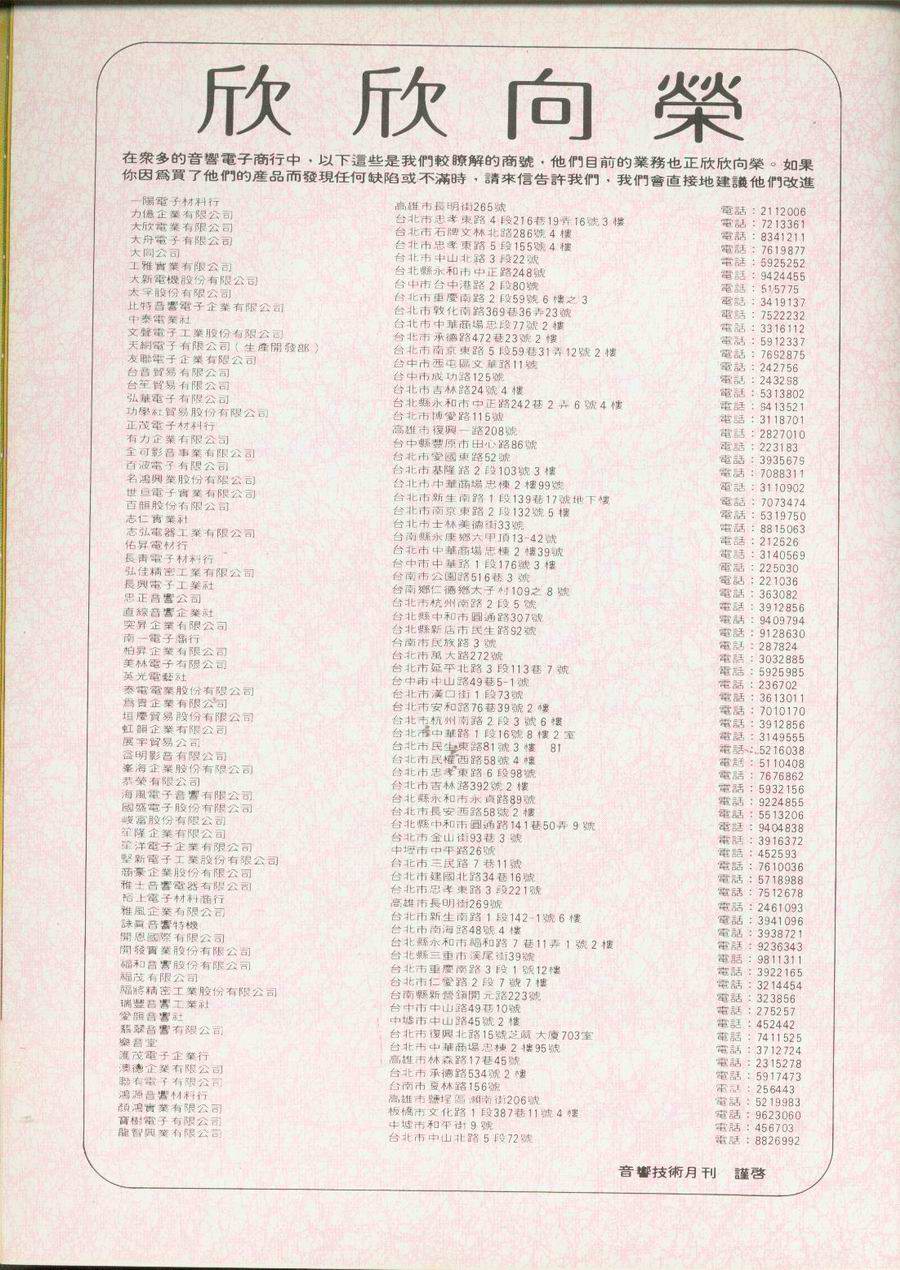 欣欣向榮
在衆多的音響電子商行中，以下這些是我們較瞭解的商號，他們目前的業務也正欣欣向榮。如果
你因為買了他們的產品而發現任何缺陷或不滿時，請來信告許我們，我們會直接地建議他們改進
一陽電子材料行 高雄市長明街265號 電話：2112006
力億企業有限公司 台北市忠孝東路4段216巷19弄16號3樓 電話：7213361
大欣電業有限公司 台北市石牌文林北路286號4樓 電話：8341211
大舟電子有限公司 台北市忠孝東路5段155號4樓 電話：7619877
大同公司 台北市中山北路3段22號 電話：5925252
工雅實業有限公司 台北縣永和市中正路248號 電話：9424455
大新電機股份有限公司 台中市台中港路2段80號 電話：515775
太孚股份有限公司 台北市重慶南路2段59號6樓之3 電話：3419137
比特音響電子企業有限公司 台北市敦化南路369巷36弄23號 電話：7522232
中泰電業社 台北市中華商場忠段77號2樓 電話：3316112
文聲電子工業股份有限公司 台北市承德路472巷23號2樓 電話：5912337
天絅電子有限公司（生產開發部） 台北市南京東路5段59巷31弄12號2樓 電話：7692875
友聯電子企業有限公司 台中市西屯區文華路11號 電話：242756
台音貿易有限公司 台中市成功路125號 電話：243298
台笙貿易有限公司 台北市吉林路24號4樓 電話：5313802
弘華電子有限公司 台北縣永和市中正路242巷2弄6號4樓 電話：9413521
功學社貿易股份有限公司 台北市博愛路115號 電話：3118701
正茂電子材料行 高雄市復興一路208號 電話：2827010
有力企業有限公司 台中縣豐原市田心路86號 電話：223183
全可影音事業有限公司 台北市愛國東路52號 電話：3935679
百波電子有限公司 台北市基隆路2段103號3樓 電話：7088311
名鴻興業股份有限公司 台北市中華商場忠棟2樓99號 電話：3110902
世亘電子實業有限公司 台北市新生南路1段139巷17號地下樓 電話：7073474
百韻股份有限公司 台北市南京東路2段132號5樓 電話：5319750
志仁實業社 台北市士林美德街33號 電話：8815063
志弘電器工業有限公司 台南縣永康鄉六甲頂13-42號 電話：212526
佑昇電材行 台北市中華商場忠棟2樓39號 電話：3140569
長青電子材料行 台中市中華路1段176號3樓 電話：225030
弘佳精密工業有限公司 台南市公園路516巷3號 電話：221036
長興電子工業社 台南鄉仁德鄉太子村109之8號 電話：363082
忠正音響公司 台北市杭州南路2段5號 電話：3912856
直線音響企業社 台北縣中和市圓通路307號 電話：9409794
突昇企業有限公司 台北縣新店市民生路92號 電話：9128630
南一電子商行 台南市民族路3號 電話：287824
柏昇企業有限公司 台北市萬大路272號 電話：3032885
美林電子有限公司 台北市延平北路3段113巷7號 電話：5925985
英光電藝社 台中市中山路49巷5-1號 電話：236702
泰電電業股份有限公司 台北市漢口街1段73號 電話：3613011
爲貴企業有限公司 台北市安和路76巷39號2樓 電話：7010170
垣慶貿易股份有限公司 台北市杭州南路2段3號6樓 電話：3912856
虹韻企業有限公司 台北市中華路1段16號8樓2室 電話：3149555
展宇貿易公司 台北市民生東路81號3樓 81 電話：5216038
益明影音有限公司 台北市民權西路58號4樓 電話：5110408
峯海企業股份有限公司 台北市忠孝東路6段98號 電話：7676862
恭榮有限公司 台北市吉林路392號2樓 電話：5932156
海風電子音響有限公司 台北縣永和市永貞路89號 電話：9224855
國盛電子股份有限公司 台北市長安西路58號2樓 電話：5513206
峻富股份有限公司 台北縣中和市圓通路141巷50弄9號 電話：9404838
笙隆企業有限公司 台北市金山街93巷3號 電話：3916372
笙洋電子企業有限公司 中壢市中平路26號 電話：452593
堅新電子工業股份有限公司 台北市三民路7巷11號 電話：7610036
商豪企業股份有限公司 台北市建國北路34巷16號 電話：5718988
雅士音響電器有限公司 台北市忠孝東路3段221號 電話：7512678
裕上電子材料商行 高雄市長明街269號 電話：2461093
雅風企業有限公司 台北市新生南路1段142-1號6樓 電話：3941096
詠眞音響特機 台北市南海路48號4樓 電話：3938721
開恩國際有限公司 台北縣永和市福和路7巷11弄1號2樓 電話：9236343
開發實業股份有限公司 台北縣三重市溪尾街39號 電話：9811311
福和音響股份有限公司 台北市重慶南路3段1號12樓 電話：3922165
福茂有限公司 台北市仁愛路2段7號7樓 電話：3214454
福將精密工業股份有限公司 台南縣新營鎮開元路223號 電話：323856
瑞豐音響工業社 台中市中山路49巷10號 電話：275257
愛韻音響社 中壢市中山路45號2樓 電話：452442
翡翠音響有限公司 台北市復興北路15號芝麻大廈703室 電話：7411525
樂音堂 台北市中華商場忠棟2樓95號 電話：3712724
滙茂電子企業行 高雄市林森路17巷45號 電話：2315278
澳德企業有限公司 台北市承德路534號2樓 電話：5917473
聯有電子有限公司 台南市夏林路156號 電話：256443
鴻源音響材料行 高雄市鹽埕區瀨南街206號 電話：5219983
顏鴻實業有限公司 板橋市文化路1段387巷11號4樓 電話：9623060
寶樹電子有限公司 中壢市和平街9號 電話：456703
龍智興業有限公司 台北市中山北路5段72號 電話：8826992
音響技術月刊 謹啓